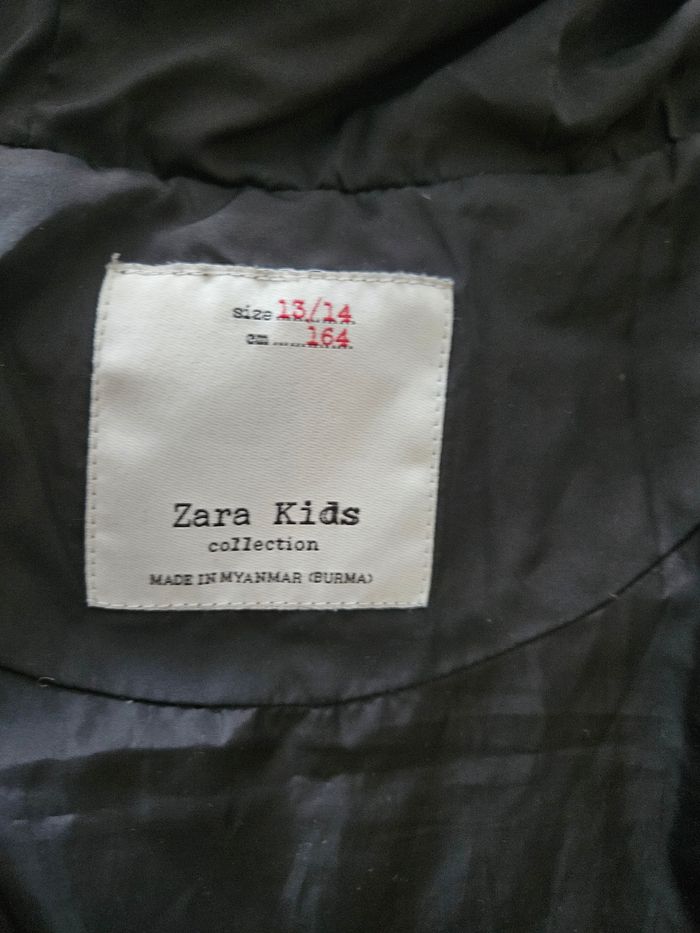 size 13/14
cm ...... 164
Zara Kids
collection
MADE IN MYANMAR (BURMA)